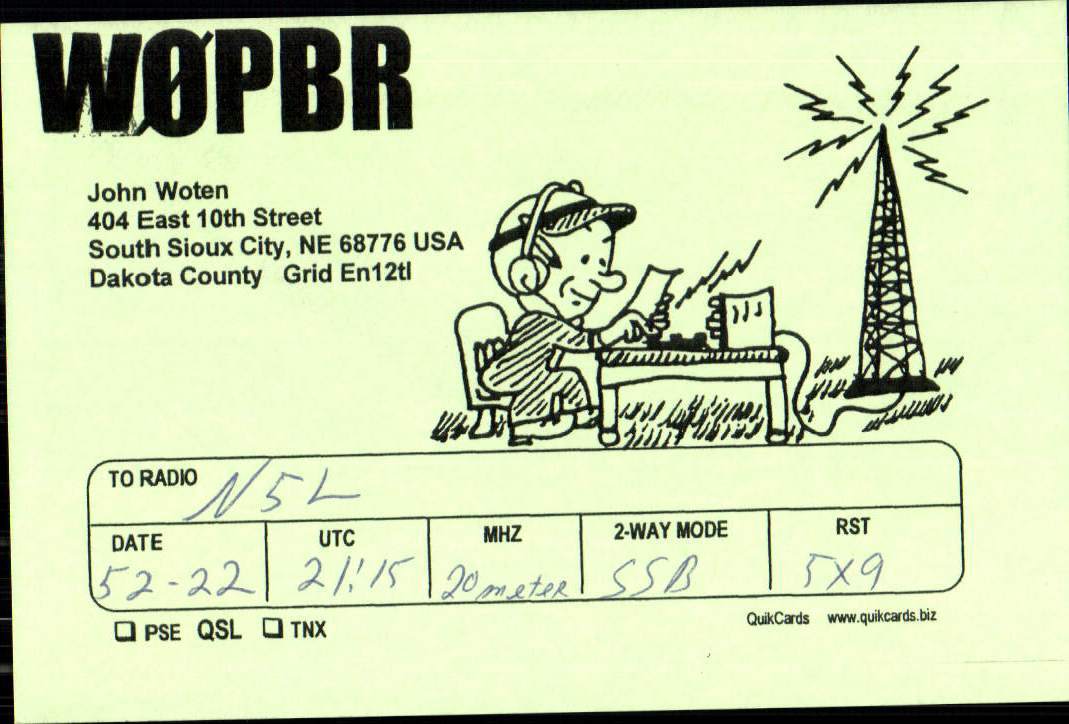 WØPBR
John Woten
404 East 10th Street
South Sioux City, NE 68776 USA
Dakota County Grid En12tl
TO RADIO N5L
DATE UTC MHZ 2-WAY MODE RST
52-22 21:15 20 meter SSB 5X9
PSE QSL TNX
QuikCards www.quikcards.biz